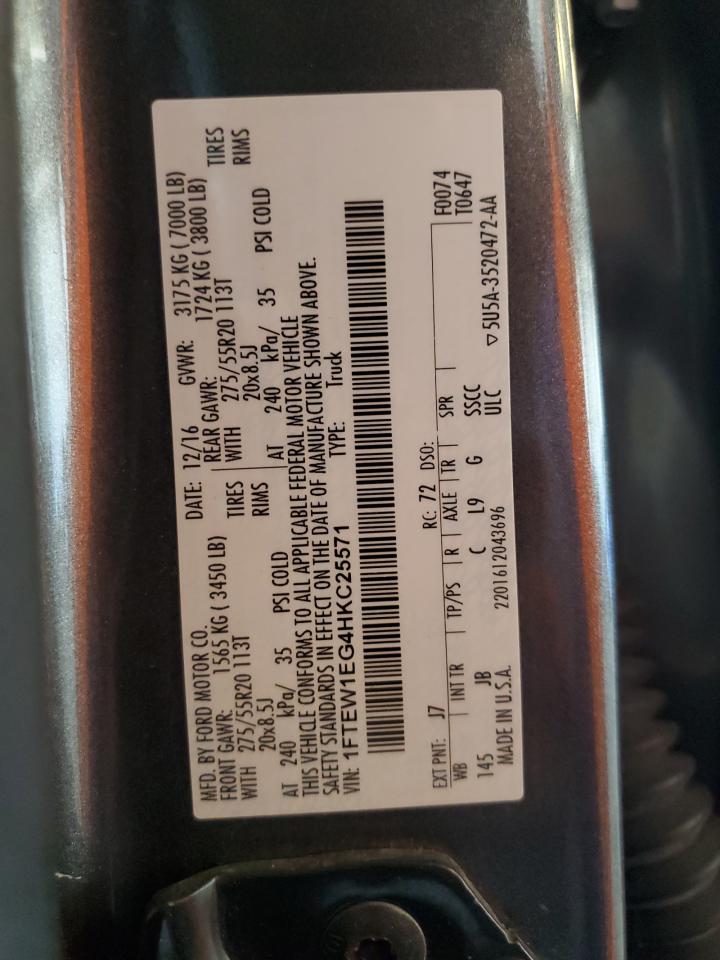 MFD. BY FORD MOTOR CO.
DATE: 12/16 GVWR: 3175 KG ( 7000 LB)
FRONT GAWR: 1565 KG ( 3450 LB)
REAR GAWR: 1724 KG ( 3800 LB)
WITH 275/55R20 113T TIRES
WITH 275/55R20 113T TIRES
20x8.5J RIMS
20x8.5J RIMS
AT 240 kPa/ 35 PSI COLD
AT 240 kPa/ 35 PSI COLD
THIS VEHICLE CONFORMS TO ALL APPLICABLE FEDERAL MOTOR VEHICLE
SAFETY STANDARDS IN EFFECT ON THE DATE OF MANUFACTURE SHOWN ABOVE.
VIN: 1FTEW1EG4HKC25571 TYPE: Truck
EXT PNT: J7 RC: 72 DSO:
WB INT TR TP/PS R AXLE TR SPR F0074
T0647
145 JB C L9 G SSCC
ULC
MADE IN U.S.A. 2201612043696 ▽5U5A-3520472-AA